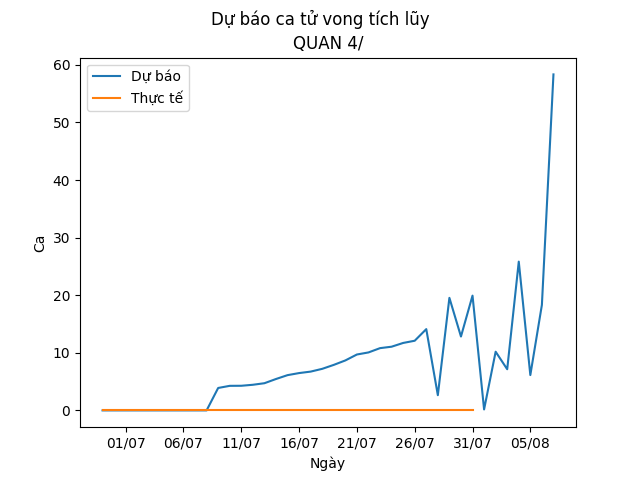 Dự báo ca tử vong tích lũy
QUAN 4/
Dự báo
Thực tế
60
50
40
30
20
10
0
Ca
01/07 06/07 11/07 16/07 21/07 26/07 31/07 05/08
Ngày